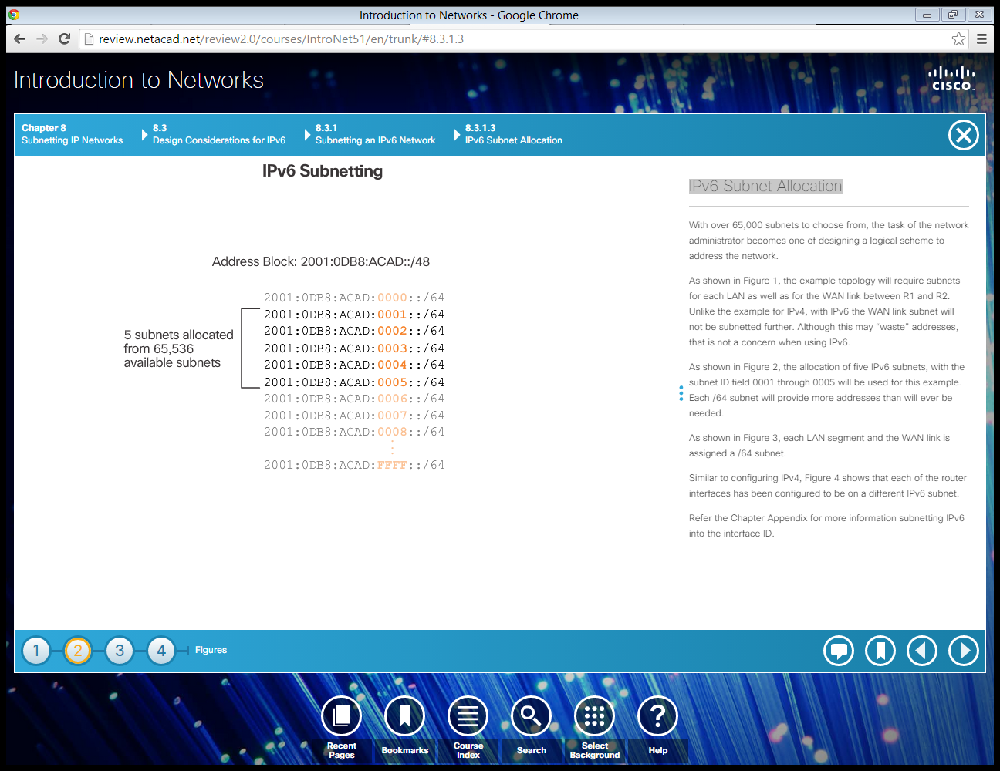 Introduction to Networks - Google Chrome
review.netacad.net/review2.0/courses/IntroNet51/en/trunk/#8.3.1.3
Introduction to Networks
CISCO.
Chapter 8
Subnetting IP Networks
8.3
Design Considerations for IPv6
8.3.1
Subnetting an IPv6 Network
8.3.1.3
IPv6 Subnet Allocation
IPv6 Subnetting
Address Block: 2001:0DB8:ACAD::/48
2001:0DB8:ACAD:0000::/64
2001:0DB8:ACAD:0001::/64
2001:0DB8:ACAD:0002::/64
2001:0DB8:ACAD:0003::/64
2001:0DB8:ACAD:0004::/64
2001:0DB8:ACAD:0005::/64
2001:0DB8:ACAD:0006::/64
2001:0DB8:ACAD:0007::/64
2001:0DB8:ACAD:0008::/64
2001:0DB8:ACAD:FFFF::/64
5 subnets allocated
from 65,536
available subnets
IPv6 Subnet Allocation
With over 65,000 subnets to choose from, the task of the network
administrator becomes one of designing a logical scheme to
address the network.
As shown in Figure 1, the example topology will require subnets
for each LAN as well as for the WAN link between R1 and R2.
Unlike the example for IPv4, with IPv6 the WAN link subnet will
not be subnetted further. Although this may “waste” addresses,
that is not a concern when using IPv6.
As shown in Figure 2, the allocation of five IPv6 subnets, with the
subnet ID field 0001 through 0005 will be used for this example.
Each /64 subnet will provide more addresses than will ever be
needed.
As shown in Figure 3, each LAN segment and the WAN link is
assigned a /64 subnet.
Similar to configuring IPv4, Figure 4 shows that each of the router
interfaces has been configured to be on a different IPv6 subnet.
Refer the Chapter Appendix for more information subnetting IPv6
into the interface ID.
1
2
3
4
Figures
Recent
Pages
Bookmarks
Course
Index
Search
Select
Background
?
Help